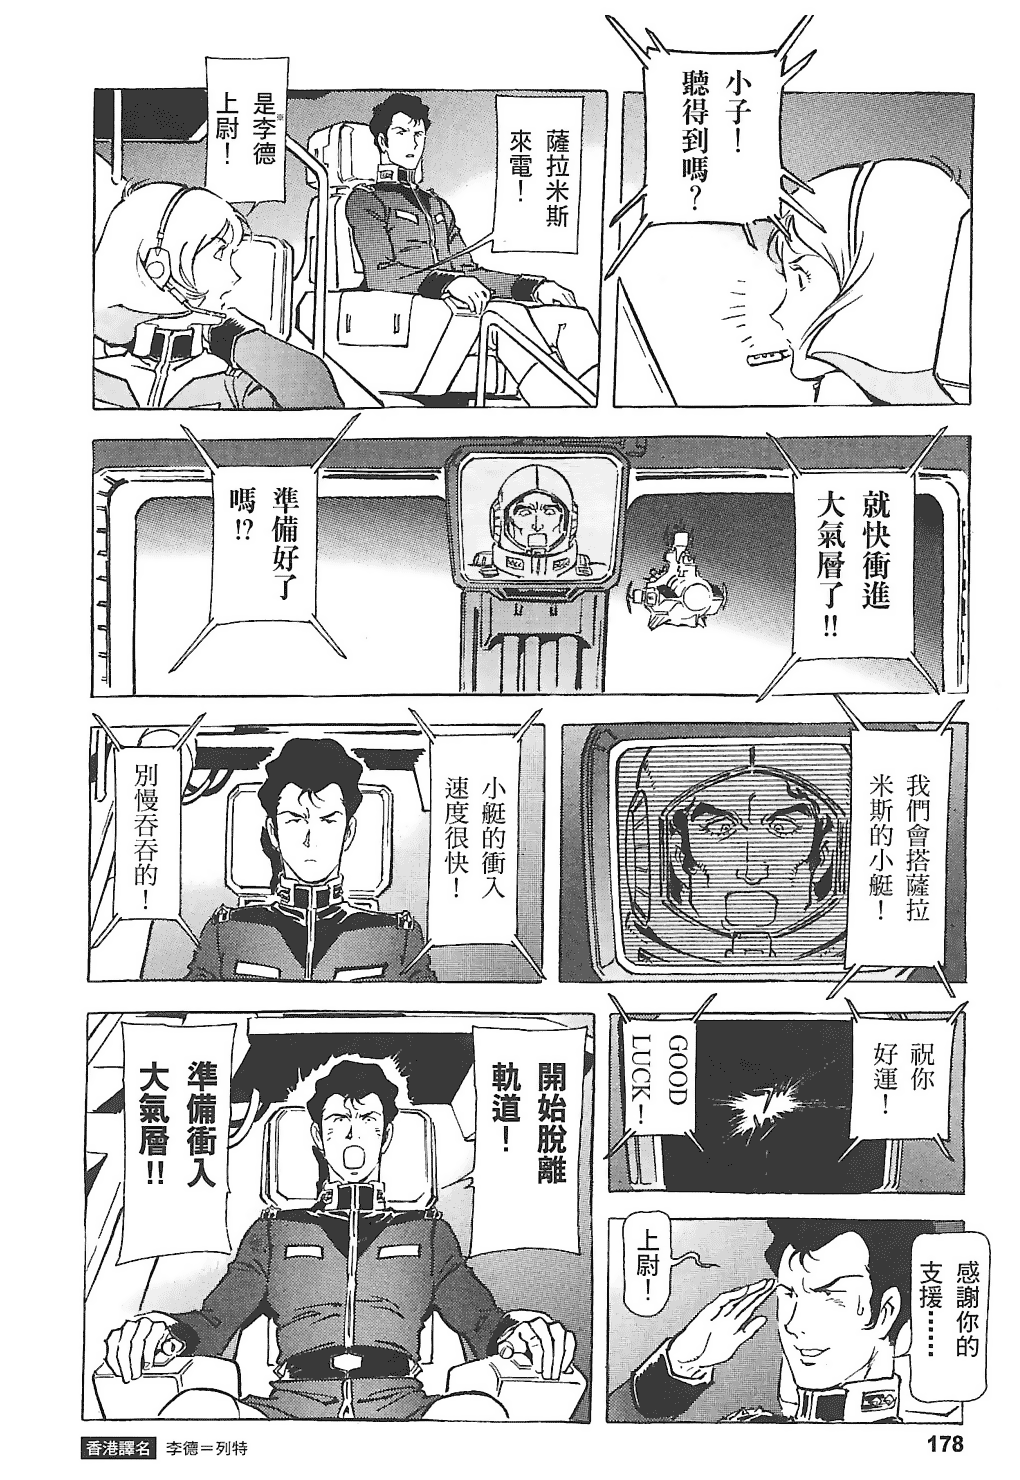 小子！
聽得到嗎？
薩拉米斯
來電！
是李德※
上尉！
就快衝進
大氣層了!!
準備好了
嗎!?
我們會搭薩拉
米斯的小艇！
小艇的衝入
速度很快！
別慢吞吞的！
祝你
好運！
GOOD
LUCK！
感謝你的
支援……
上尉！
開始脫離
軌道！
準備衝入
大氣層!!
香港譯名 李德＝列特
178